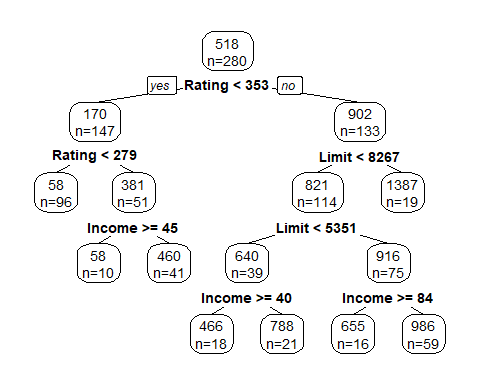 518
n=280
yes Rating < 353 no
170
n=147
902
n=133
Rating < 279
Limit < 8267
58
n=96
381
n=51
821
n=114
1387
n=19
Income >= 45
Limit < 5351
58
n=10
460
n=41
640
n=39
916
n=75
Income >= 40
Income >= 84
466
n=18
788
n=21
655
n=16
986
n=59